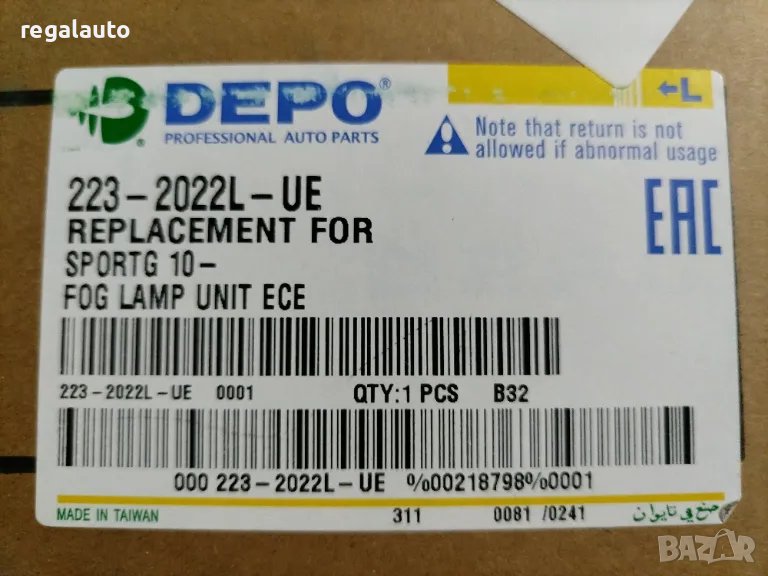 regalauto
←L
DEPO®
PROFESSIONAL AUTO PARTS
Note that return is not
allowed if abnormal usage
223-2022L-UE
REPLACEMENT FOR
EAC
SPORTG 10-
FOG LAMP UNIT ECE
223-2022L-UE 0001 QTY:1 PCS B32
000 223-2022L-UE %00218798%0001
MADE IN TAIWAN 311 0081 /0241 صنع في تايوان
BAZAR